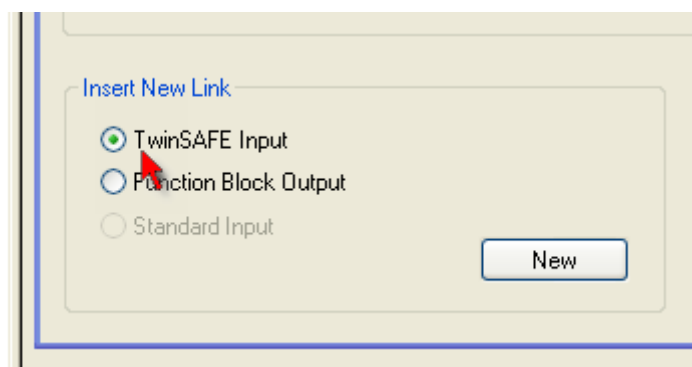 Insert New Link
TwinSAFE Input
Function Block Output
Standard Input
New